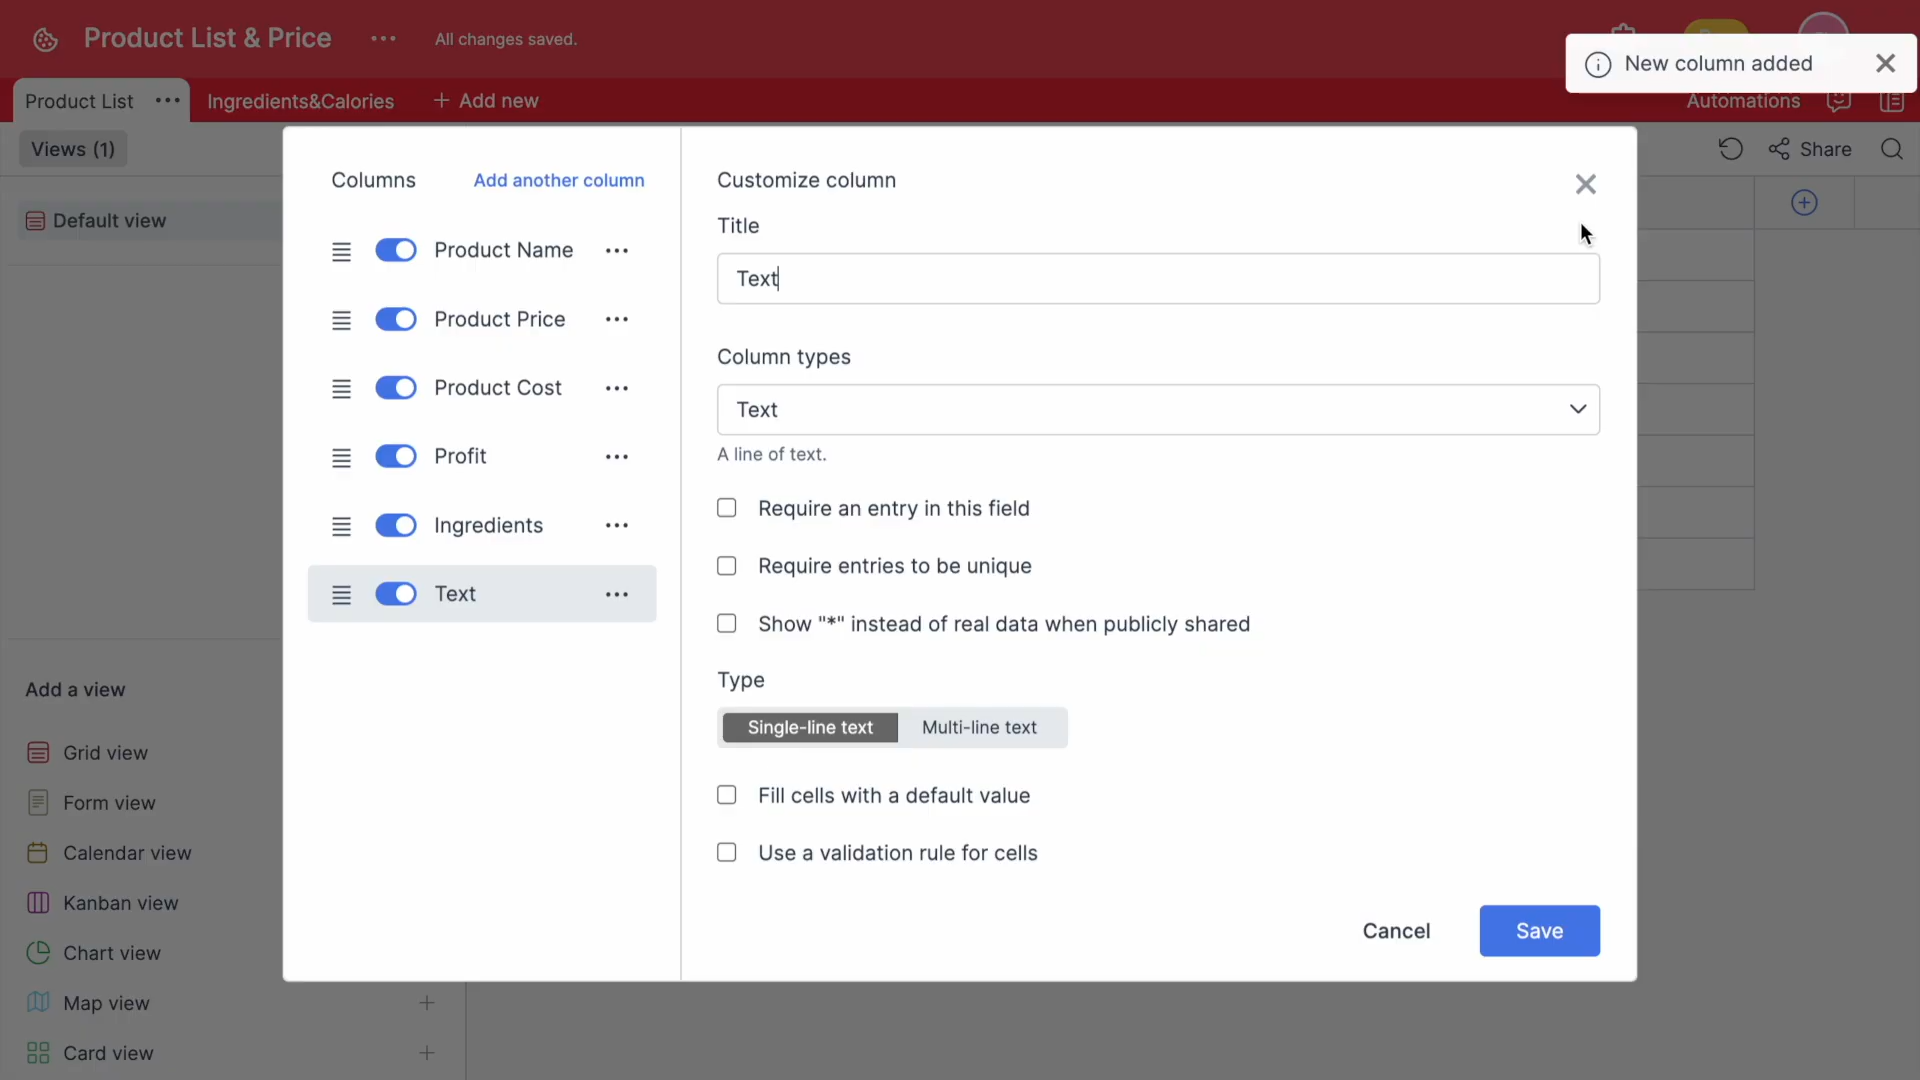 Product List & Price ••• All changes saved.
New column added
Product List ••• Ingredients&Calories + Add new
Automations
Views (1)
Share
Default view
Columns Add another column
Product Name
Product Price
Product Cost
Profit
Ingredients
Text
Customize column
Title
Text
Column types
Text
A line of text.
Require an entry in this field
Require entries to be unique
Show "*" instead of real data when publicly shared
Type
Single-line text Multi-line text
Fill cells with a default value
Use a validation rule for cells
Cancel Save
Add a view
Grid view
Form view
Calendar view
Kanban view
Chart view
Map view
Card view